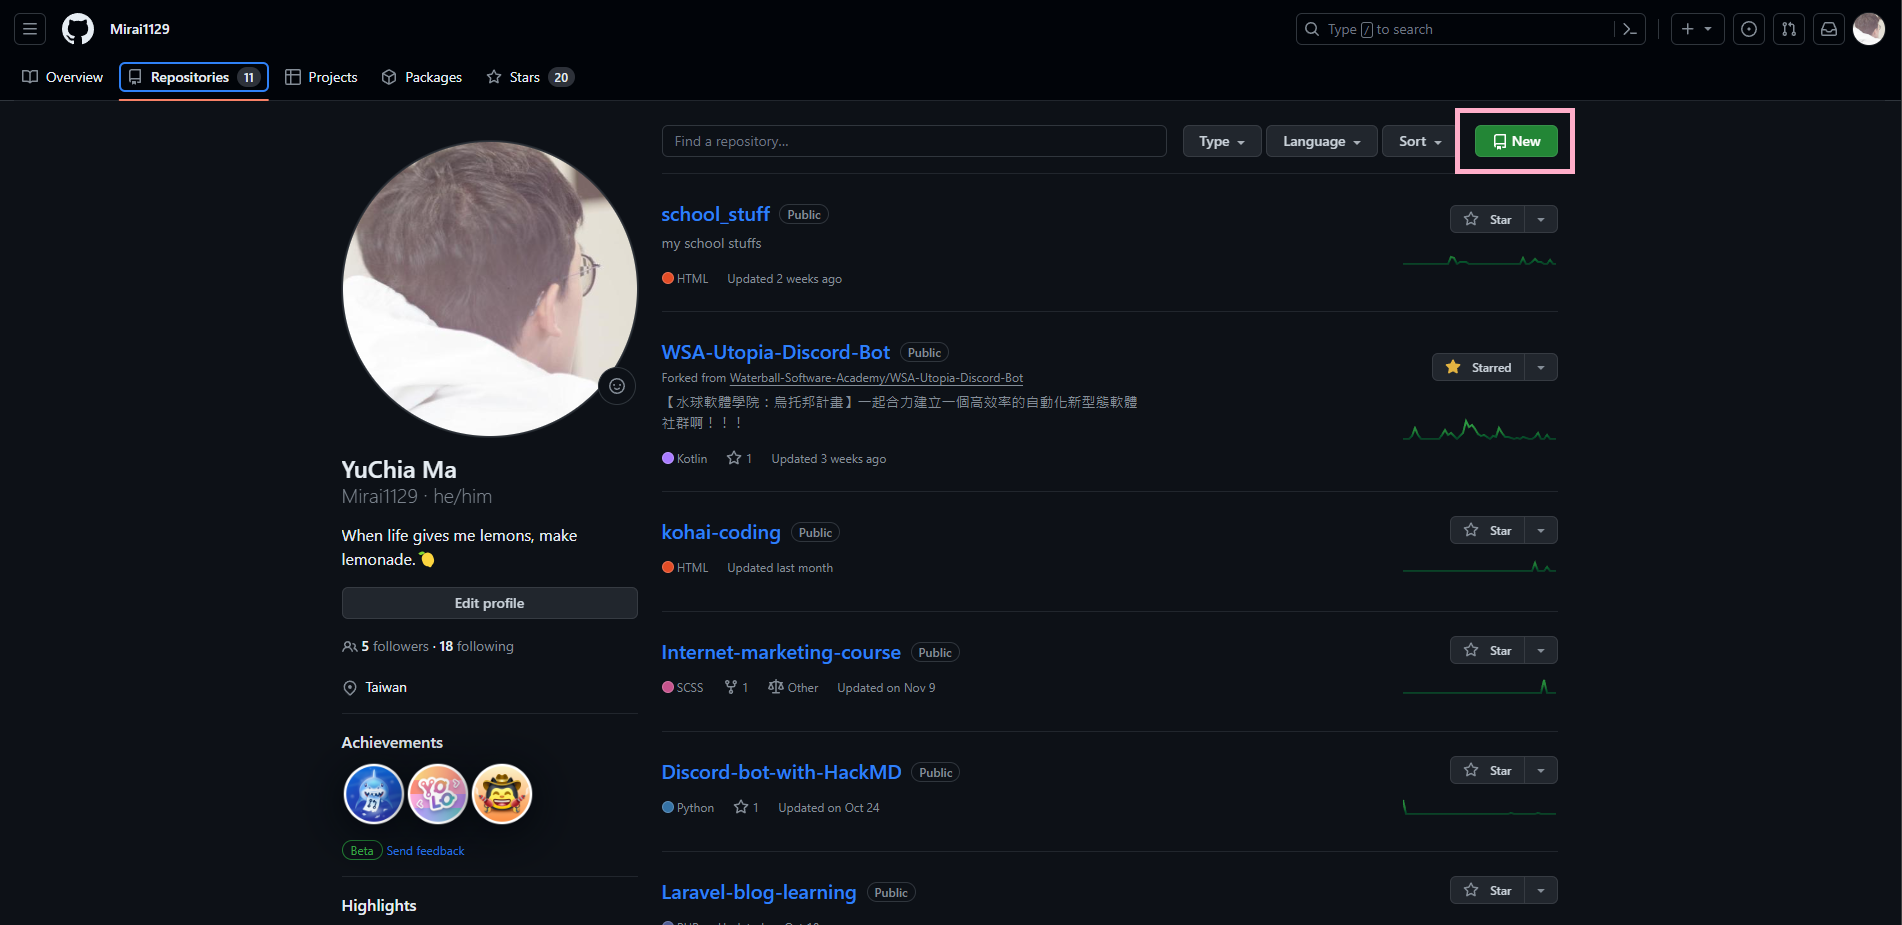 Mirai1129
Type / to search
Overview Repositories 11 Projects Packages Stars 20
Find a repository... Type Language Sort New
school_stuff Public Star
my school stuffs
HTML Updated 2 weeks ago
WSA-Utopia-Discord-Bot Public Starred
Forked from Waterball-Software-Academy/WSA-Utopia-Discord-Bot
【水球軟體學院：烏托邦計畫】一起合力建立一個高效率的自動化新型態軟體
社群啊！！！
Kotlin 1 Updated 3 weeks ago
kohai-coding Public Star
HTML Updated last month
Internet-marketing-course Public Star
SCSS 1 Other Updated on Nov 9
Discord-bot-with-HackMD Public Star
Python 1 Updated on Oct 24
Laravel-blog-learning Public Star
YuChia Ma
Mirai1129 · he/him
When life gives me lemons, make
lemonade. 🍋
Edit profile
5 followers · 18 following
Taiwan
Achievements
YOLO
Beta Send feedback
Highlights